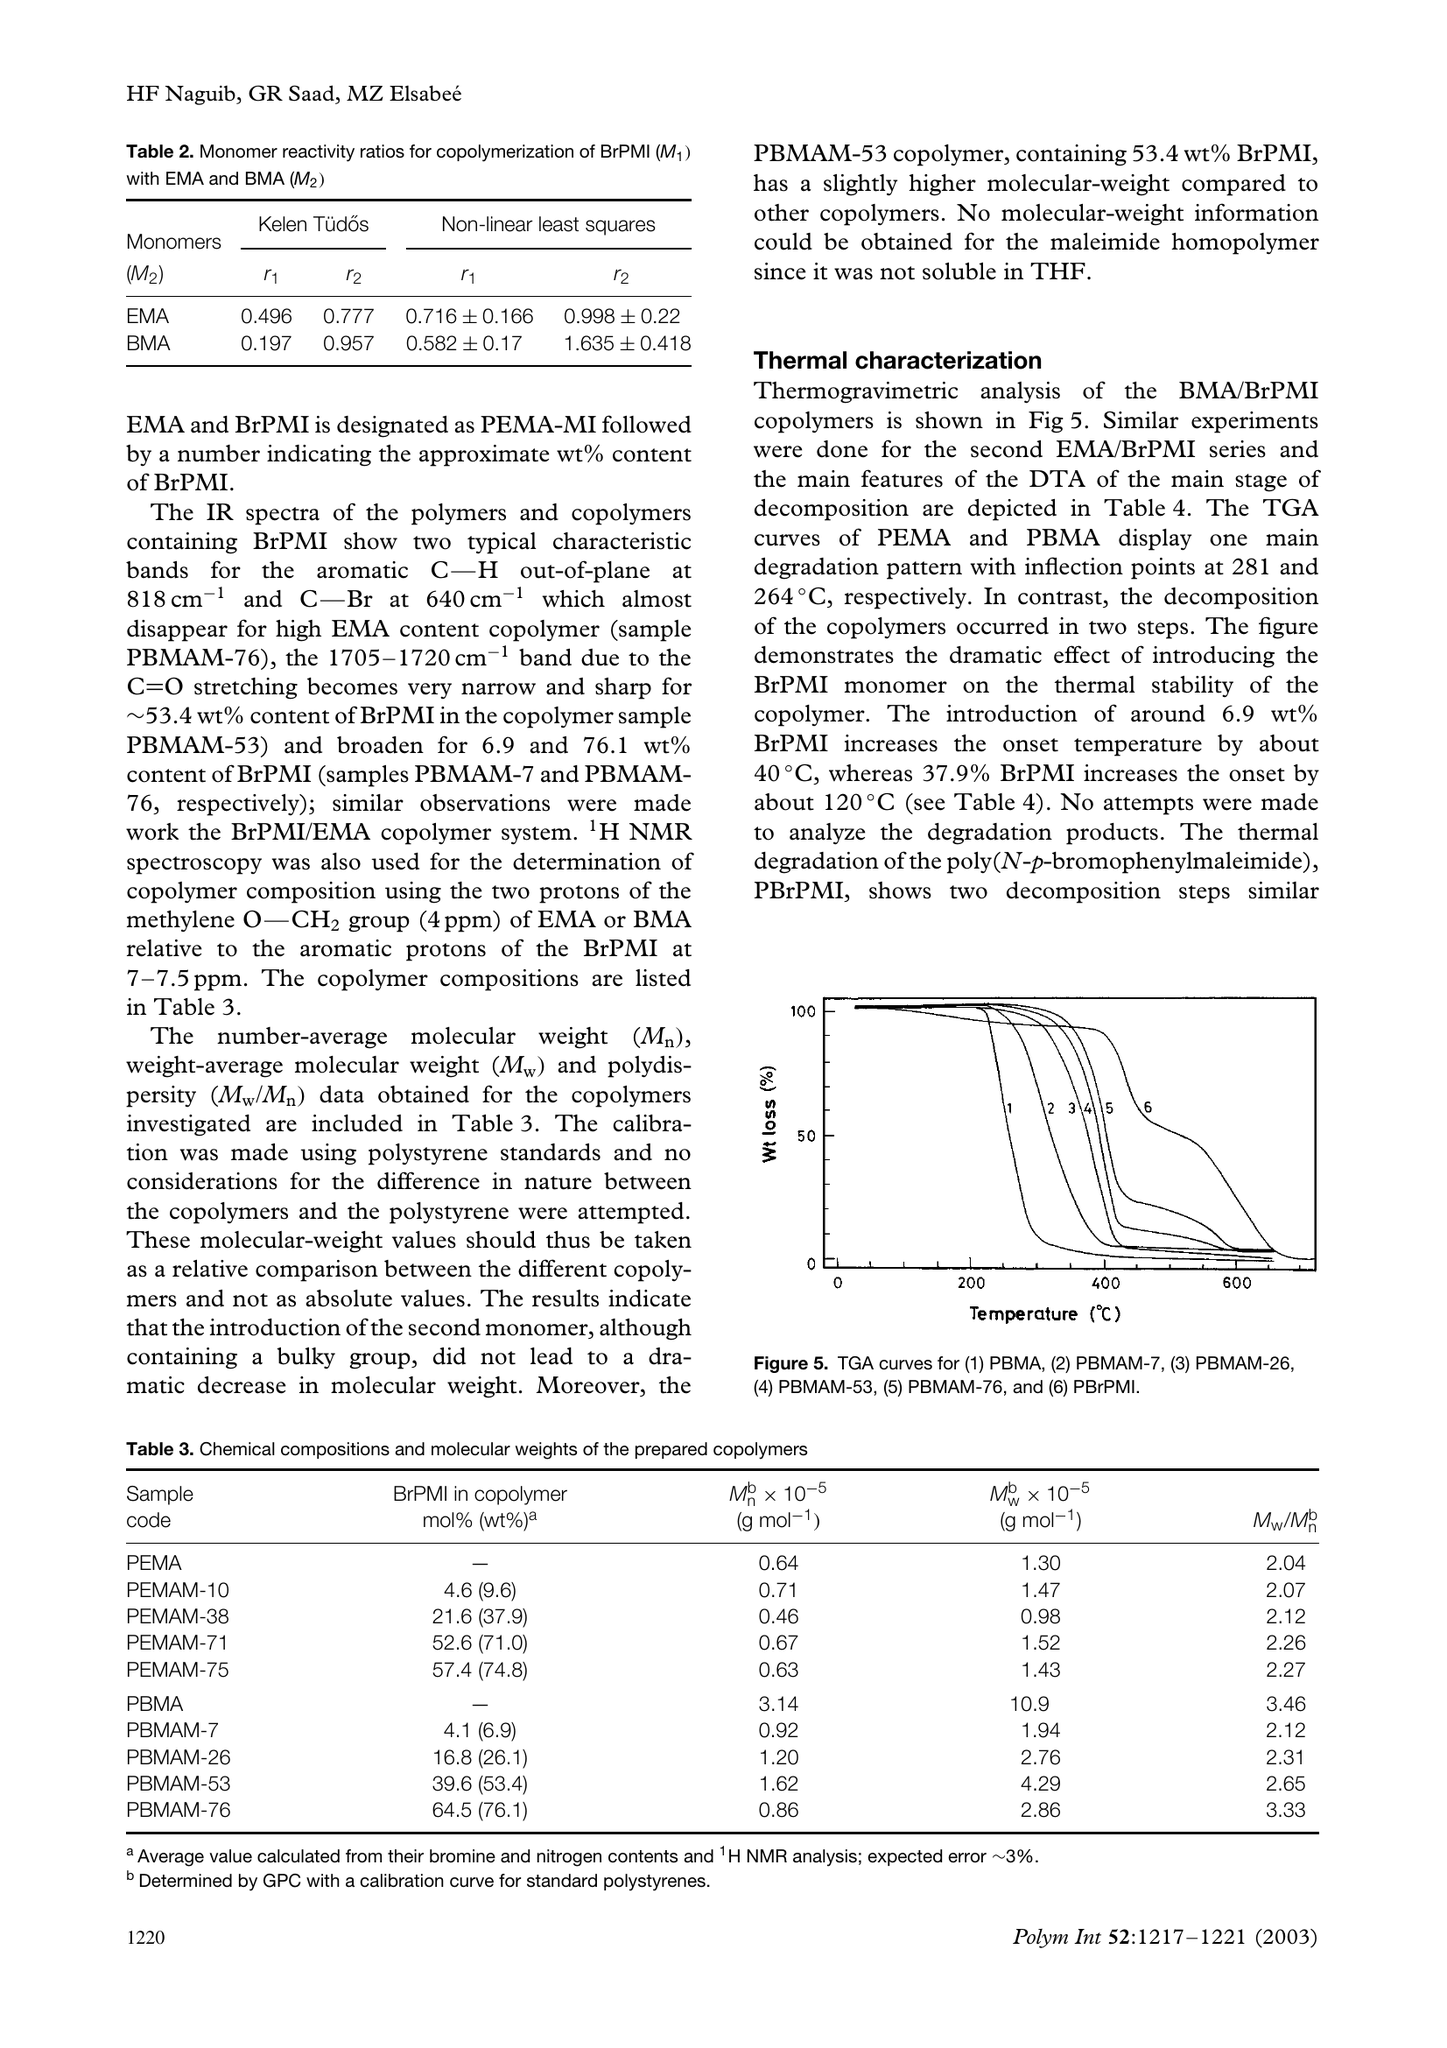 HF Naguib, GR Saad, MZ Elsabeé
Table 2. Monomer reactivity ratios for copolymerization of BrPMI (M1)
with EMA and BMA (M2)
Kelen Tüdős Non-linear least squares
Monomers
(M2) r1 r2 r1 r2
EMA 0.496 0.777 0.716 ± 0.166 0.998 ± 0.22
BMA 0.197 0.957 0.582 ± 0.17 1.635 ± 0.418
EMA and BrPMI is designated as PEMA-MI followed
by a number indicating the approximate wt% content
of BrPMI.
The IR spectra of the polymers and copolymers
containing BrPMI show two typical characteristic
bands for the aromatic C—H out-of-plane at
818 cm−1 and C—Br at 640 cm−1 which almost
disappear for high EMA content copolymer (sample
PBMAM-76), the 1705–1720 cm−1 band due to the
C=O stretching becomes very narrow and sharp for
∼53.4 wt% content of BrPMI in the copolymer sample
PBMAM-53) and broaden for 6.9 and 76.1 wt%
content of BrPMI (samples PBMAM-7 and PBMAM-
76, respectively); similar observations were made
work the BrPMI/EMA copolymer system. 1H NMR
spectroscopy was also used for the determination of
copolymer composition using the two protons of the
methylene O—CH2 group (4 ppm) of EMA or BMA
relative to the aromatic protons of the BrPMI at
7–7.5 ppm. The copolymer compositions are listed
in Table 3.
The number-average molecular weight (Mn),
weight-average molecular weight (Mw) and polydis-
persity (Mw/Mn) data obtained for the copolymers
investigated are included in Table 3. The calibra-
tion was made using polystyrene standards and no
considerations for the difference in nature between
the copolymers and the polystyrene were attempted.
These molecular-weight values should thus be taken
as a relative comparison between the different copoly-
mers and not as absolute values. The results indicate
that the introduction of the second monomer, although
containing a bulky group, did not lead to a dra-
matic decrease in molecular weight. Moreover, the
PBMAM-53 copolymer, containing 53.4 wt% BrPMI,
has a slightly higher molecular-weight compared to
other copolymers. No molecular-weight information
could be obtained for the maleimide homopolymer
since it was not soluble in THF.
Thermal characterization
Thermogravimetric analysis of the BMA/BrPMI
copolymers is shown in Fig 5. Similar experiments
were done for the second EMA/BrPMI series and
the main features of the DTA of the main stage of
decomposition are depicted in Table 4. The TGA
curves of PEMA and PBMA display one main
degradation pattern with inflection points at 281 and
264 °C, respectively. In contrast, the decomposition
of the copolymers occurred in two steps. The figure
demonstrates the dramatic effect of introducing the
BrPMI monomer on the thermal stability of the
copolymer. The introduction of around 6.9 wt%
BrPMI increases the onset temperature by about
40 °C, whereas 37.9% BrPMI increases the onset by
about 120 °C (see Table 4). No attempts were made
to analyze the degradation products. The thermal
degradation of the poly(N-p-bromophenylmaleimide),
PBrPMI, shows two decomposition steps similar
100
50
0
Wt loss (%)
1 2 3 4 5 6
0 200 400 600
Temperature (°C)
Figure 5. TGA curves for (1) PBMA, (2) PBMAM-7, (3) PBMAM-26,
(4) PBMAM-53, (5) PBMAM-76, and (6) PBrPMI.
Table 3. Chemical compositions and molecular weights of the prepared copolymers
Sample BrPMI in copolymer Mnb × 10−5 Mwb × 10−5
code mol% (wt%)a (g mol−1) (g mol−1) Mw/Mnb
PEMA — 0.64 1.30 2.04
PEMAM-10 4.6 (9.6) 0.71 1.47 2.07
PEMAM-38 21.6 (37.9) 0.46 0.98 2.12
PEMAM-71 52.6 (71.0) 0.67 1.52 2.26
PEMAM-75 57.4 (74.8) 0.63 1.43 2.27
PBMA — 3.14 10.9 3.46
PBMAM-7 4.1 (6.9) 0.92 1.94 2.12
PBMAM-26 16.8 (26.1) 1.20 2.76 2.31
PBMAM-53 39.6 (53.4) 1.62 4.29 2.65
PBMAM-76 64.5 (76.1) 0.86 2.86 3.33
a Average value calculated from their bromine and nitrogen contents and 1H NMR analysis; expected error ∼3%.
b Determined by GPC with a calibration curve for standard polystyrenes.
1220 Polym Int 52:1217–1221 (2003)